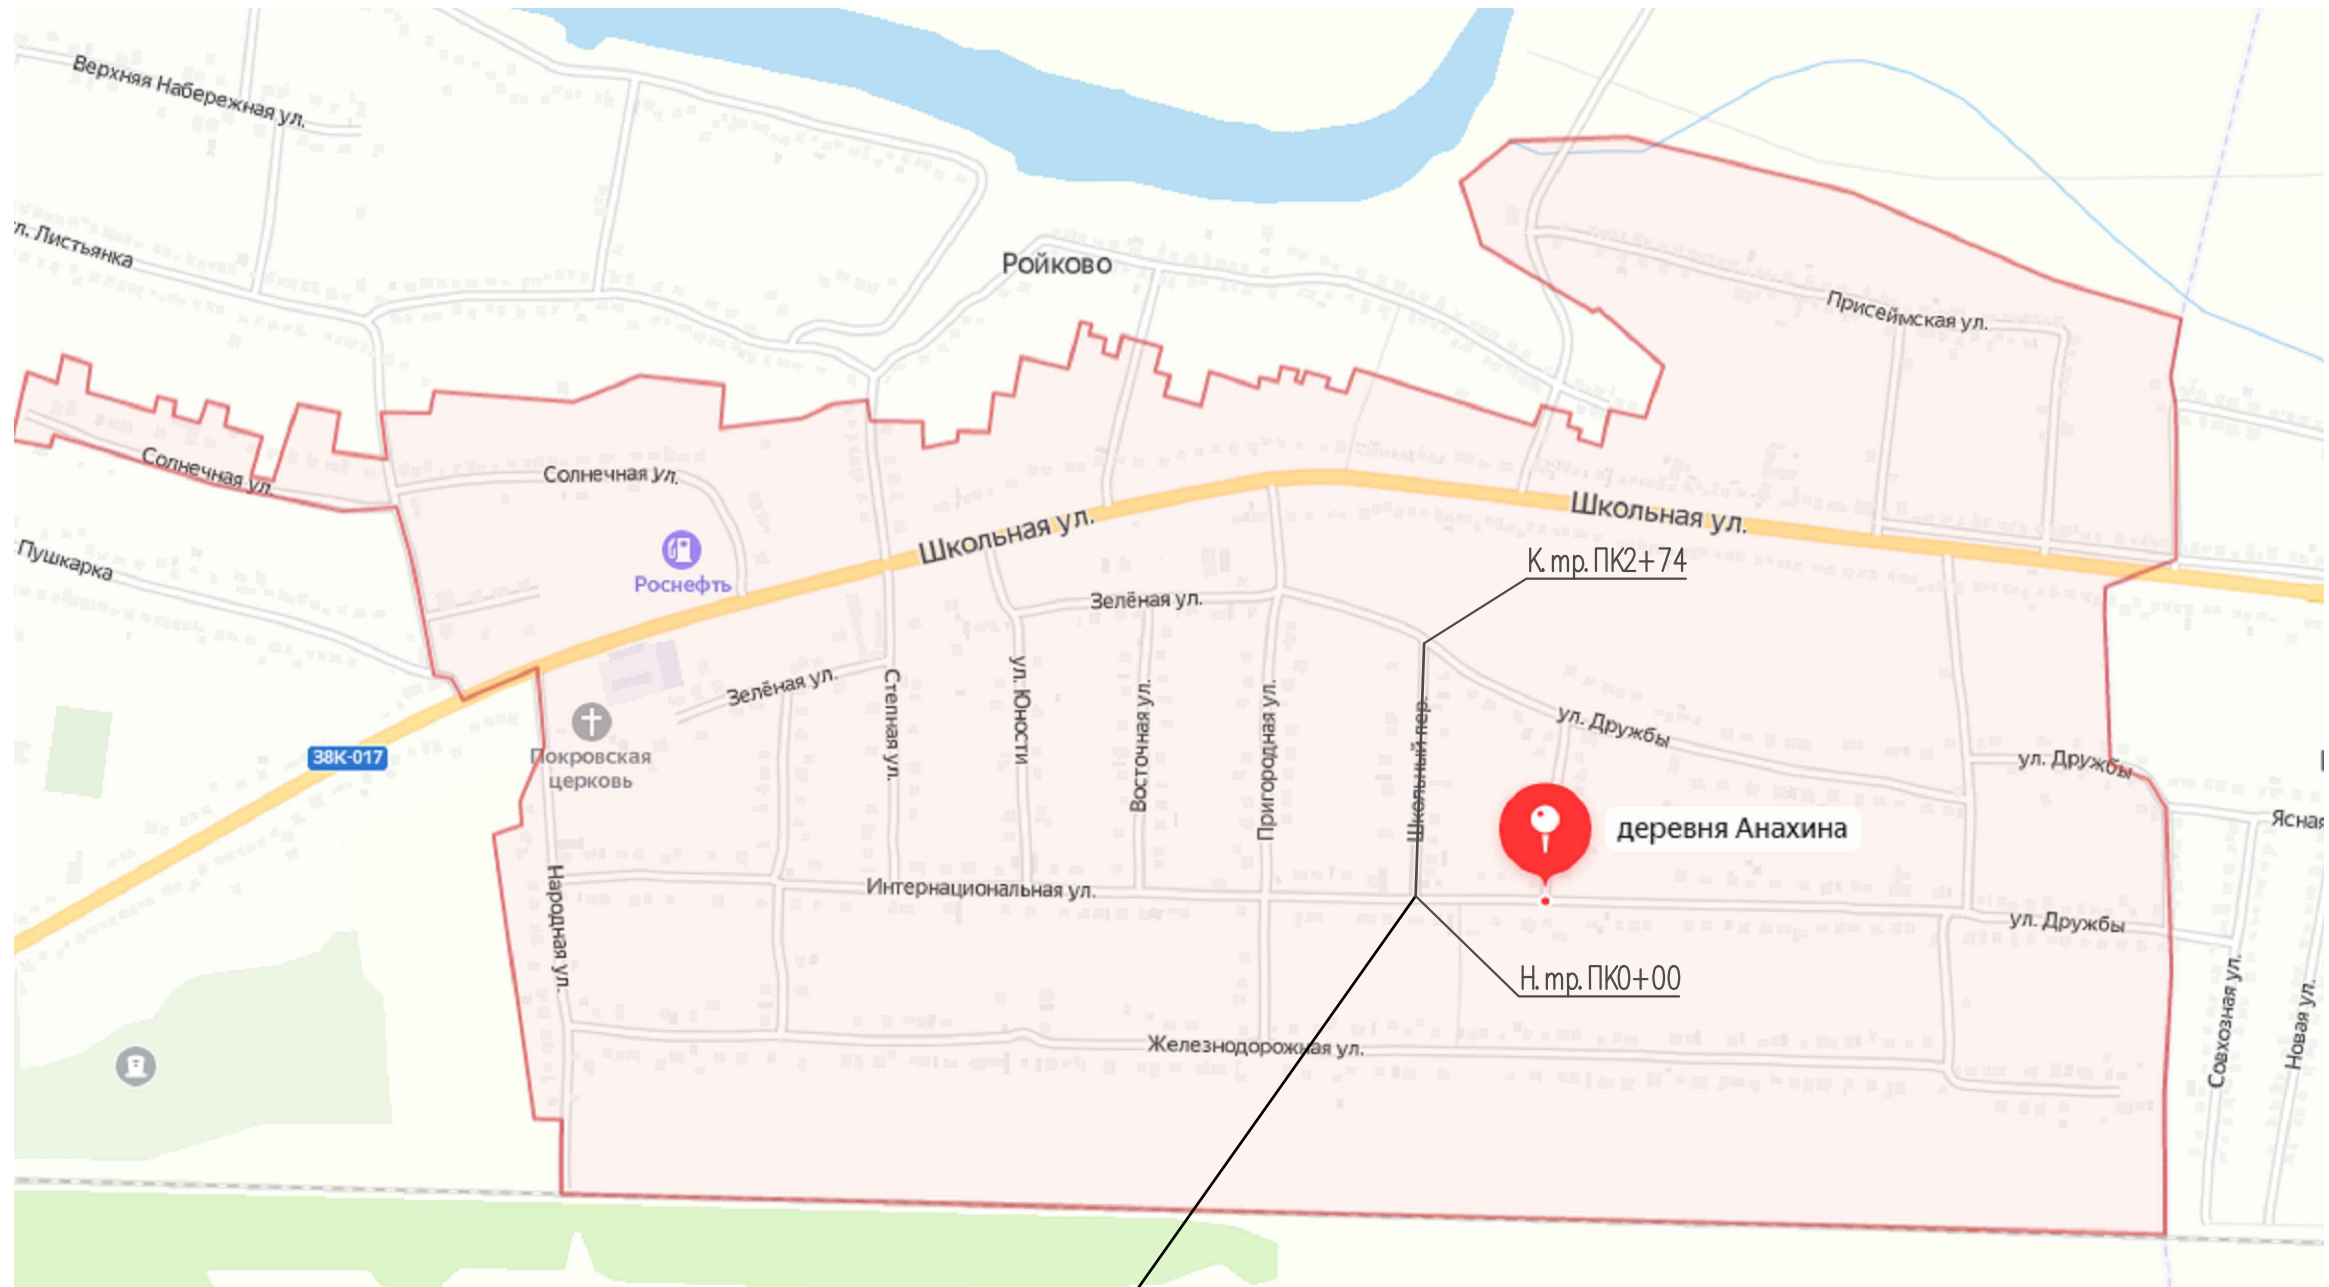 Верхняя Набережная ул.
л. Листьянка
Ройково
Присеймская ул.
Солнечная ул.
Солнечная ул.
Школьная ул.
Школьная ул.
Пушкарка
Роснефть
К. тр. ПК2+74
Зелёная ул.
Зелёная ул.
Степная ул.
ул. Юности
Восточная ул.
Пригородная ул.
Школьный пер.
ул. Дружбы
ул. Дружбы
38К-017
Покровская
церковь
деревня Анахина
Ясная
Народная ул.
Интернациональная ул.
ул. Дружбы
Н. тр. ПК0+00
Железнодорожная ул.
Совхозная ул.
Новая ул.